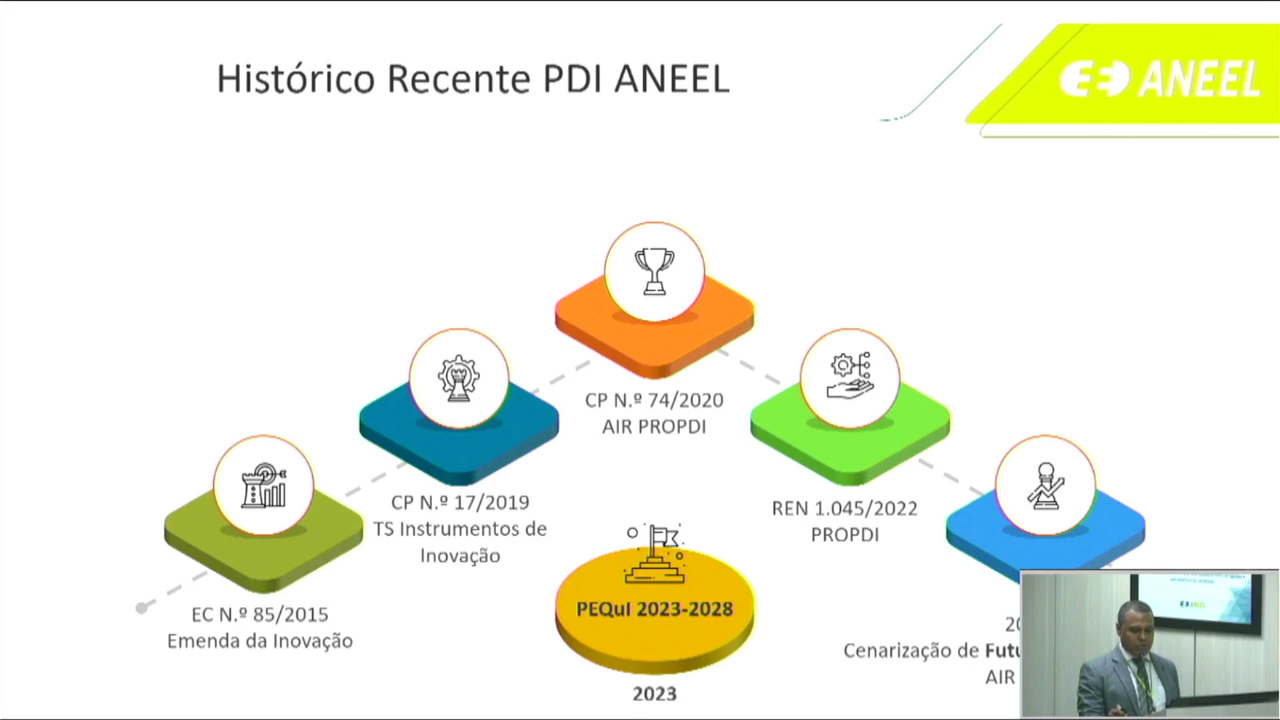 Histórico Recente PDI ANEEL
ANEEL
CP N.º 74/2020
AIR PROPDI
CP N.º 17/2019
TS Instrumentos de
Inovação
REN 1.045/2022
PROPDI
EC N.º 85/2015
Emenda da Inovação
PEQuI 2023-2028
2023
Cenarização de
AIR
ANEEL